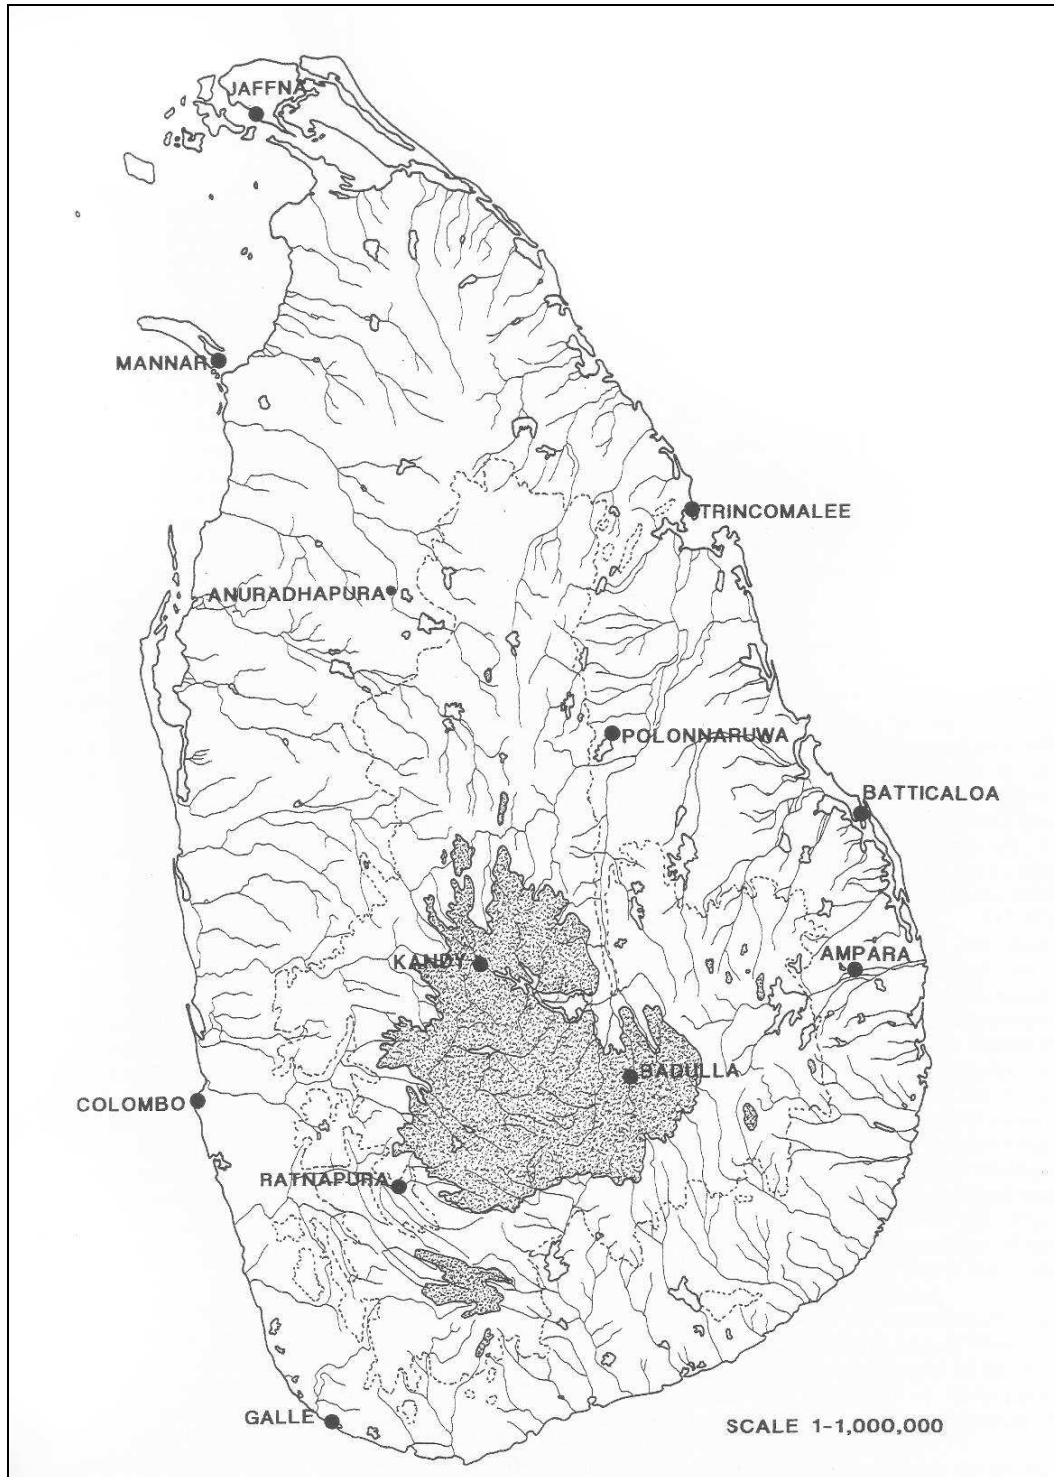 JAFFNA
MANNAR
TRINCOMALEE
ANURADHAPURA
POLONNARUWA
BATTICALOA
KANDY
AMPARA
BADULLA
COLOMBO
RATNAPURA
GALLE
SCALE 1-1,000,000